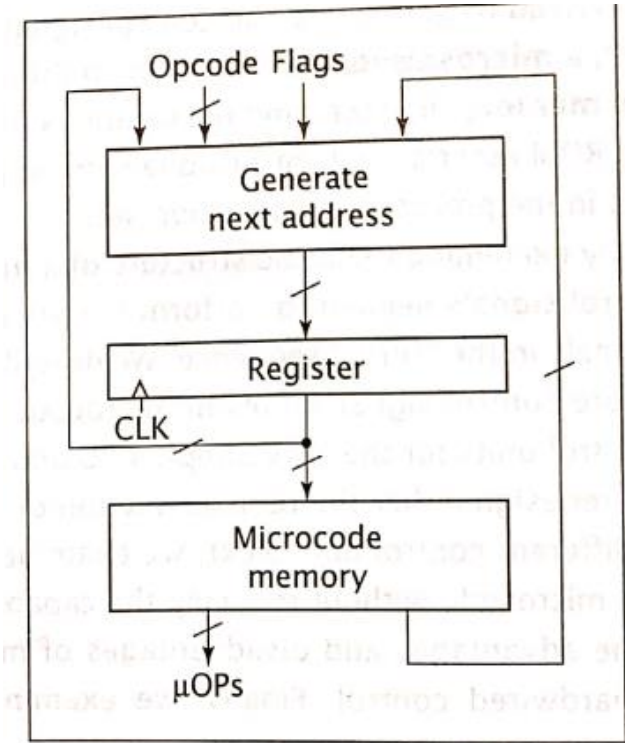 Opcode Flags
Generate
next address
Register
CLK
Microcode
memory
μOPs